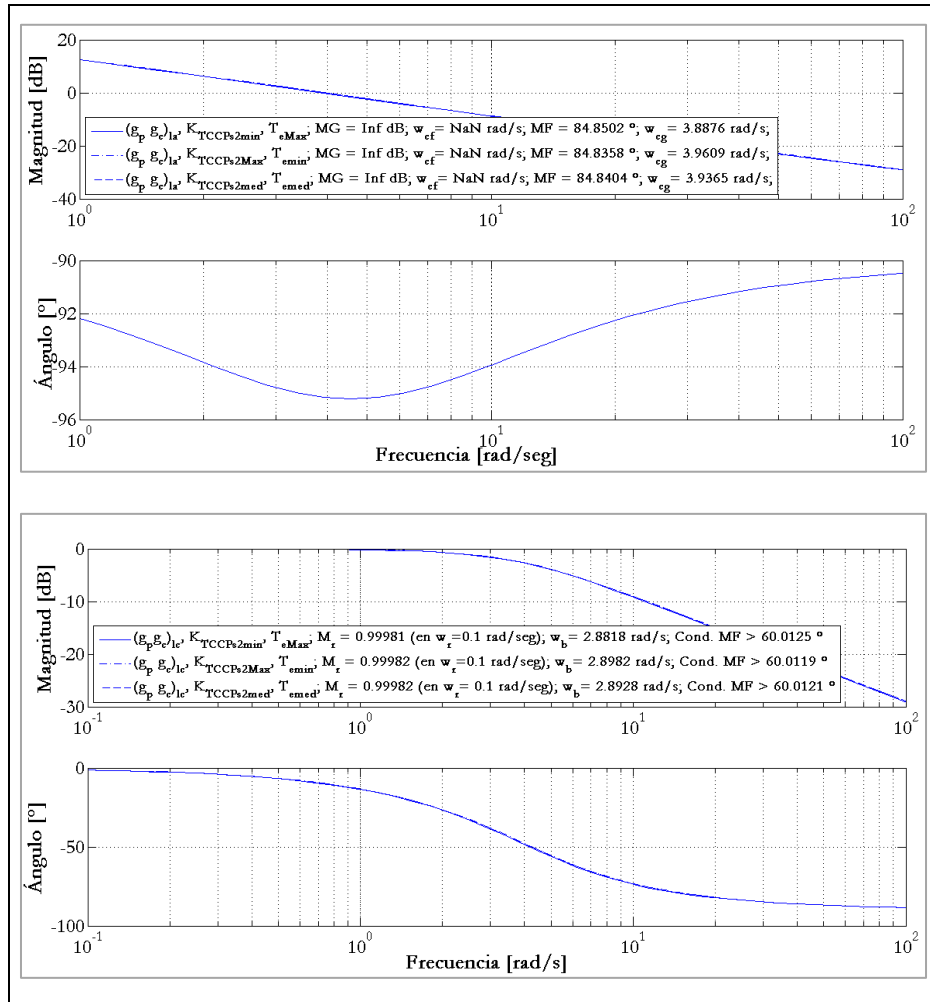 20
0
-20
-40
Magnitud [dB]
(g_p g_c)_la, K_TCCPs2min, T_eMax; MG = Inf dB; w_cf= NaN rad/s; MF = 84.8502 º; w_cg= 3.8876 rad/s;
(g_p g_c)_la, K_TCCPs2Max, T_emin; MG = Inf dB; w_cf= NaN rad/s; MF = 84.8358 º; w_cg= 3.9609 rad/s;
(g_p g_c)_la, K_TCCPs2med, T_emed; MG = Inf dB; w_cf= NaN rad/s; MF = 84.8404 º; w_cg= 3.9365 rad/s;
10^0 10^1 10^2
-90
-92
-94
-96
Ángulo [º]
10^0 10^1 10^2
Frecuencia [rad/seg]
0
-10
-20
-30
Magnitud [dB]
(g_p g_c)_lc, K_TCCPs2min, T_eMax; M_r = 0.99981 (en w_r=0.1 rad/seg); w_b= 2.8818 rad/s; Cond. MF > 60.0125 º
(g_p g_c)_lc, K_TCCPs2Max, T_emin; M_r = 0.99982 (en w_r=0.1 rad/seg); w_b= 2.8982 rad/s; Cond. MF > 60.0119 º
(g_p g_c)_lc, K_TCCPs2med, T_emed; M_r = 0.99982 (en w_r= 0.1 rad/seg); w_b= 2.8928 rad/s; Cond. MF > 60.0121 º
10^-1 10^0 10^1 10^2
0
-50
-100
Ángulo [º]
10^-1 10^0 10^1 10^2
Frecuencia [rad/s]